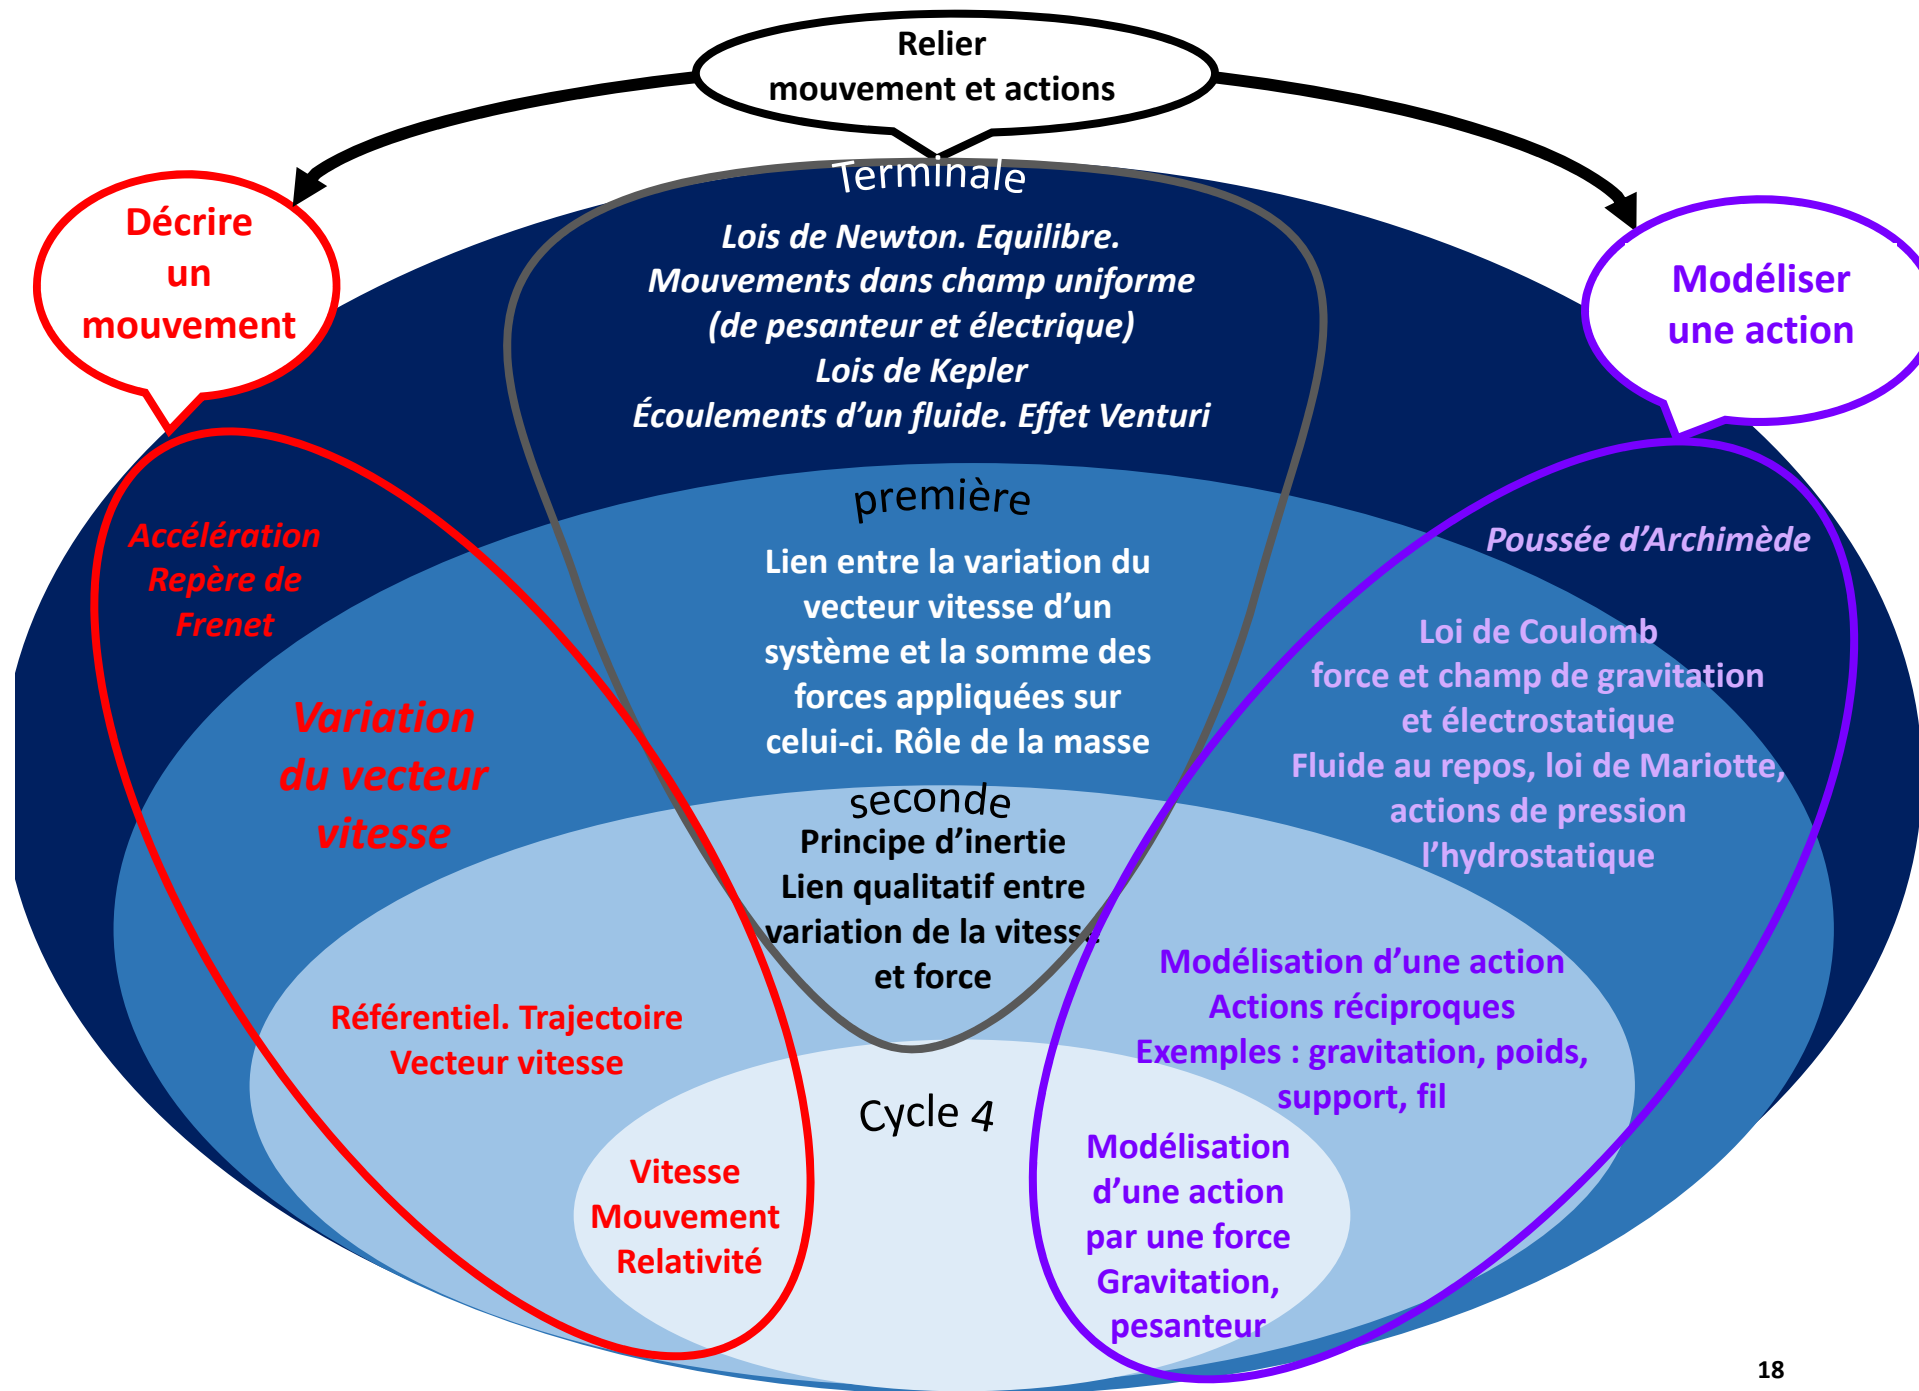 Relier
mouvement et actions
Décrire
un
mouvement
Modéliser
une action
Terminale
Lois de Newton. Equilibre.
Mouvements dans champ uniforme
(de pesanteur et électrique)
Lois de Kepler
Écoulements d’un fluide. Effet Venturi
Accélération
Repère de
Frenet
Poussée d’Archimède
première
Lien entre la variation du
vecteur vitesse d’un
système et la somme des
forces appliquées sur
celui-ci. Rôle de la masse
Variation
du vecteur
vitesse
Loi de Coulomb
force et champ de gravitation
et électrostatique
Fluide au repos, loi de Mariotte,
actions de pression
l’hydrostatique
seconde
Principe d’inertie
Lien qualitatif entre
variation de la vitesse
et force
Référentiel. Trajectoire
Vecteur vitesse
Modélisation d’une action
Actions réciproques
Exemples : gravitation, poids,
support, fil
Cycle 4
Vitesse
Mouvement
Relativité
Modélisation
d’une action
par une force
Gravitation,
pesanteur
18